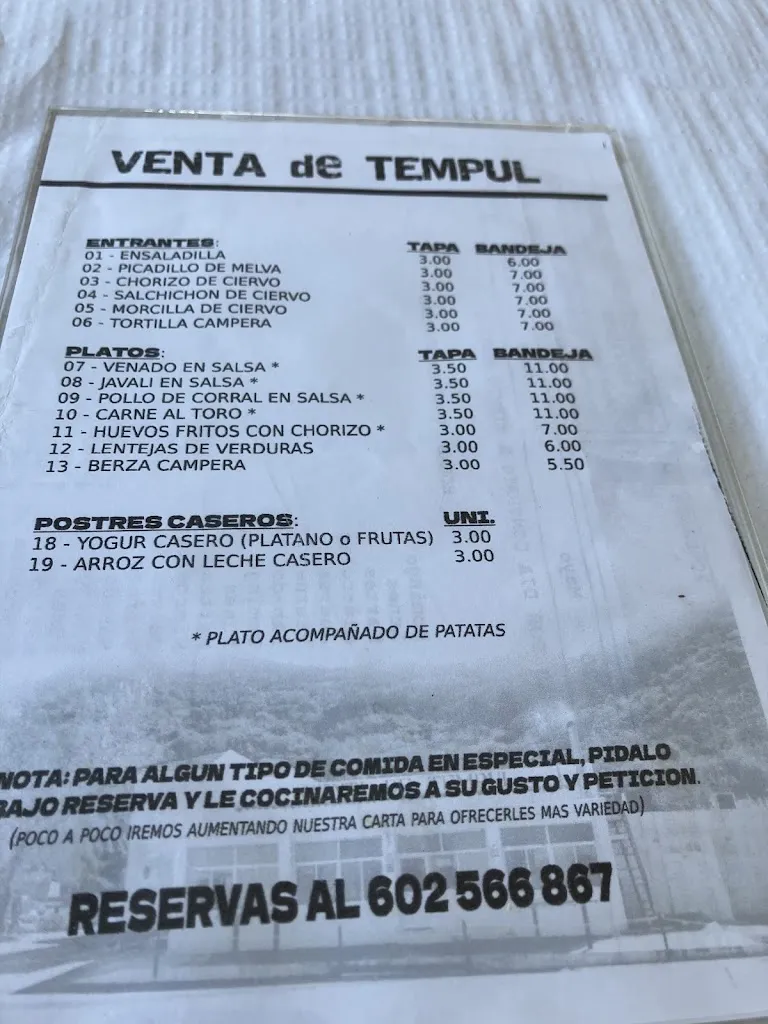 VENTA de TEMPUL
ENTRANTES: TAPA BANDEJA
01 - ENSALADILLA 3.00 6.00
02 - PICADILLO DE MELVA 3.00 7.00
03 - CHORIZO DE CIERVO 3.00 7.00
04 - SALCHICHON DE CIERVO 3.00 7.00
05 - MORCILLA DE CIERVO 3.00 7.00
06 - TORTILLA CAMPERA 3.00 7.00
PLATOS: TAPA BANDEJA
07 - VENADO EN SALSA * 3.50 11.00
08 - JAVALI EN SALSA * 3.50 11.00
09 - POLLO DE CORRAL EN SALSA * 3.50 11.00
10 - CARNE AL TORO * 3.50 11.00
11 - HUEVOS FRITOS CON CHORIZO * 3.00 7.00
12 - LENTEJAS DE VERDURAS 3.00 6.00
13 - BERZA CAMPERA 3.00 5.50
POSTRES CASEROS: UNI.
18 - YOGUR CASERO (PLATANO o FRUTAS) 3.00
19 - ARROZ CON LECHE CASERO 3.00
* PLATO ACOMPAÑADO DE PATATAS
NOTA: PARA ALGUN TIPO DE COMIDA EN ESPECIAL, PIDALO
BAJO RESERVA Y LE COCINAREMOS A SU GUSTO Y PETICION.
(POCO A POCO IREMOS AUMENTANDO NUESTRA CARTA PARA OFRECERLES MAS VARIEDAD)
RESERVAS AL 602 566 867